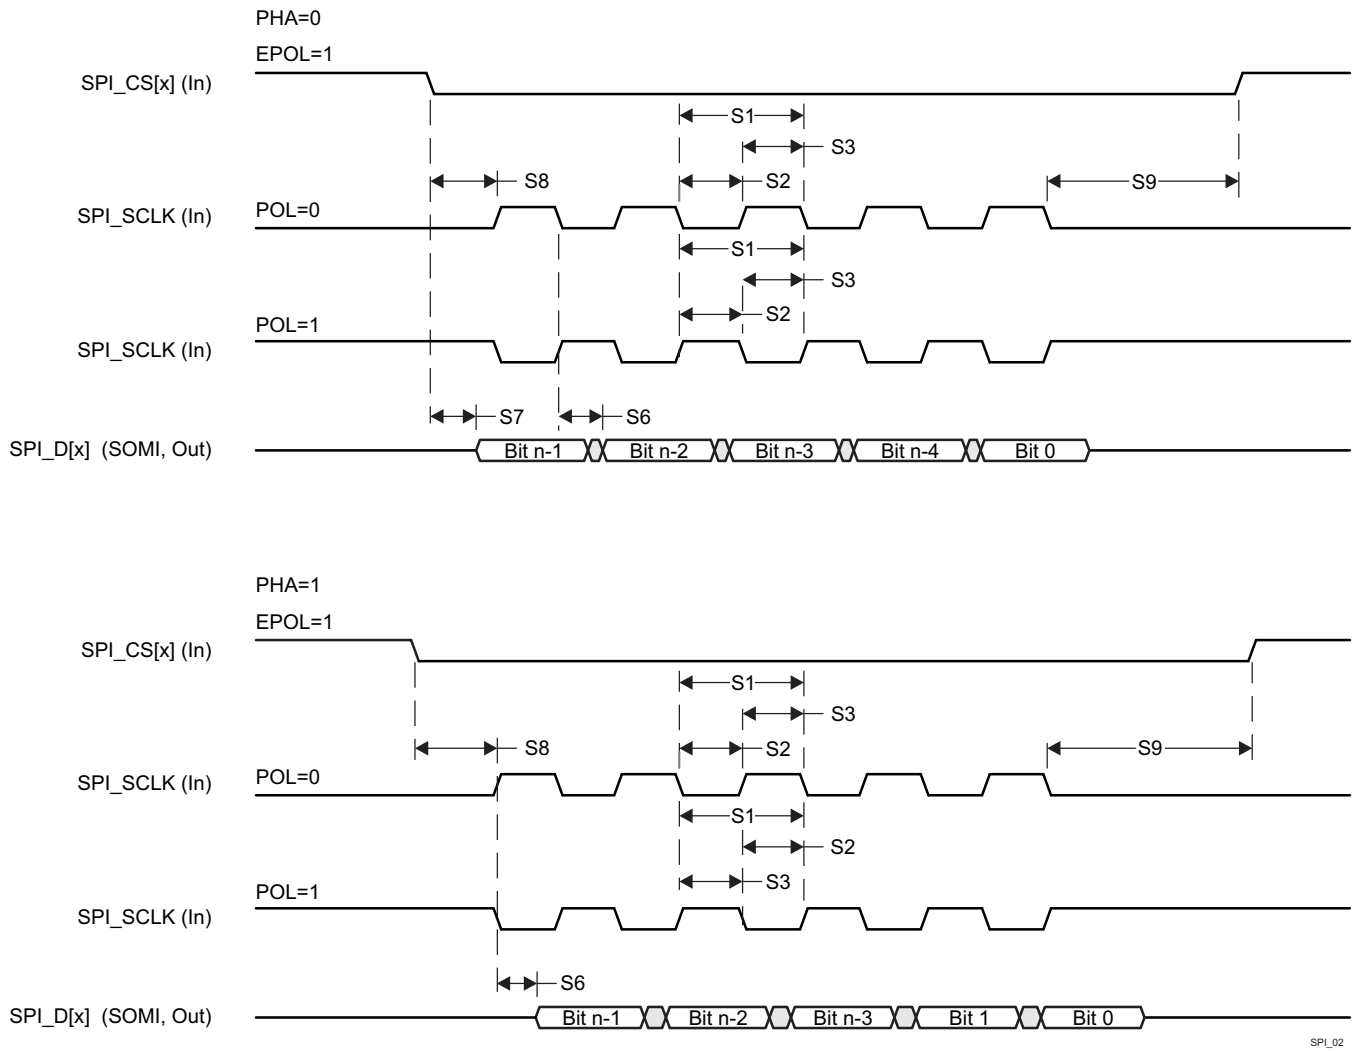 PHA=0
EPOL=1
SPI_CS[x] (In)
S1
S3
S8
S2
S9
POL=0
SPI_SCLK (In)
S1
S3
S2
POL=1
SPI_SCLK (In)
S7
S6
SPI_D[x] (SOMI, Out)
Bit n-1
Bit n-2
Bit n-3
Bit n-4
Bit 0
PHA=1
EPOL=1
SPI_CS[x] (In)
S1
S3
S8
S2
S9
POL=0
SPI_SCLK (In)
S1
S2
S3
POL=1
SPI_SCLK (In)
S6
SPI_D[x] (SOMI, Out)
Bit n-1
Bit n-2
Bit n-3
Bit 1
Bit 0
SPI_02